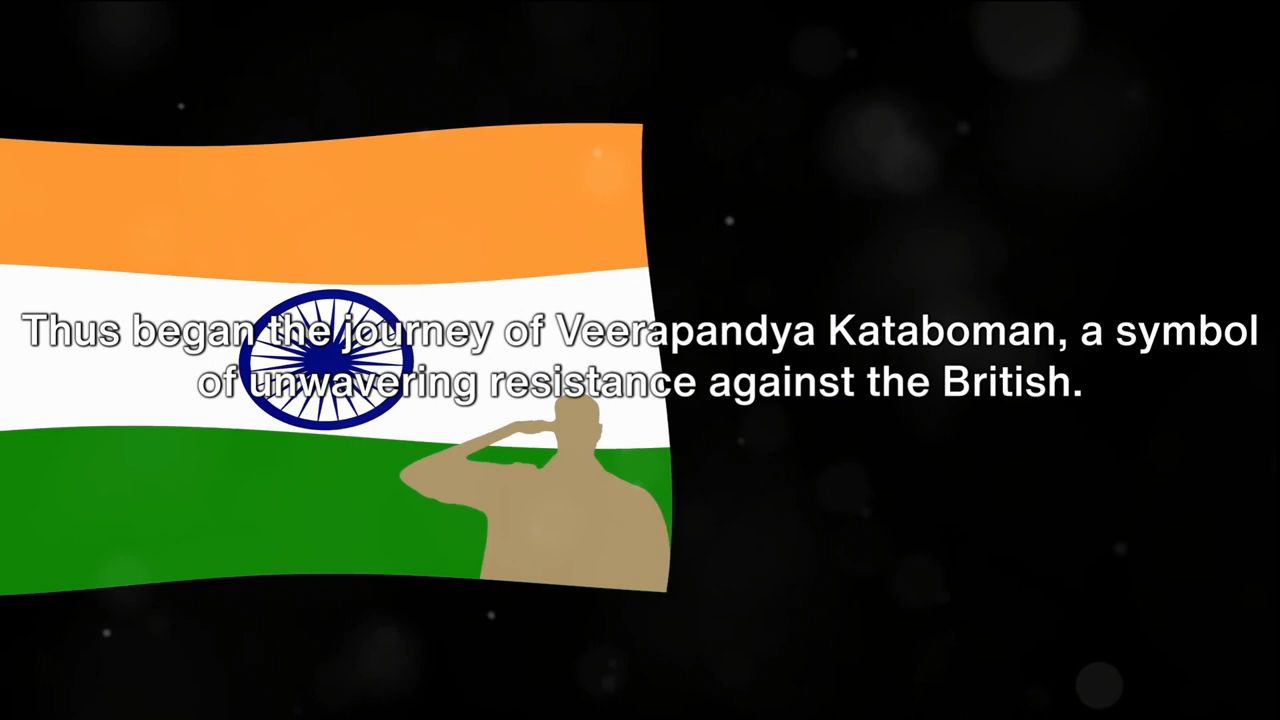 Thus began the journey of Veerapandya Kataboman, a symbol
of unwavering resistance against the British.